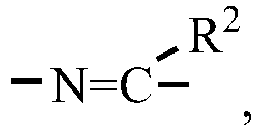 R²
–N=C–,